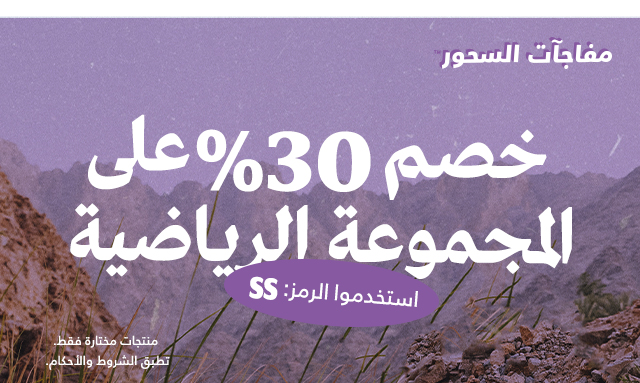 مفاجآت السحور
خصم 30% على
المجموعة الرياضية
استخدموا الرمز: SS
منتجات مختارة فقط.
تطبق الشروط والأحكام.